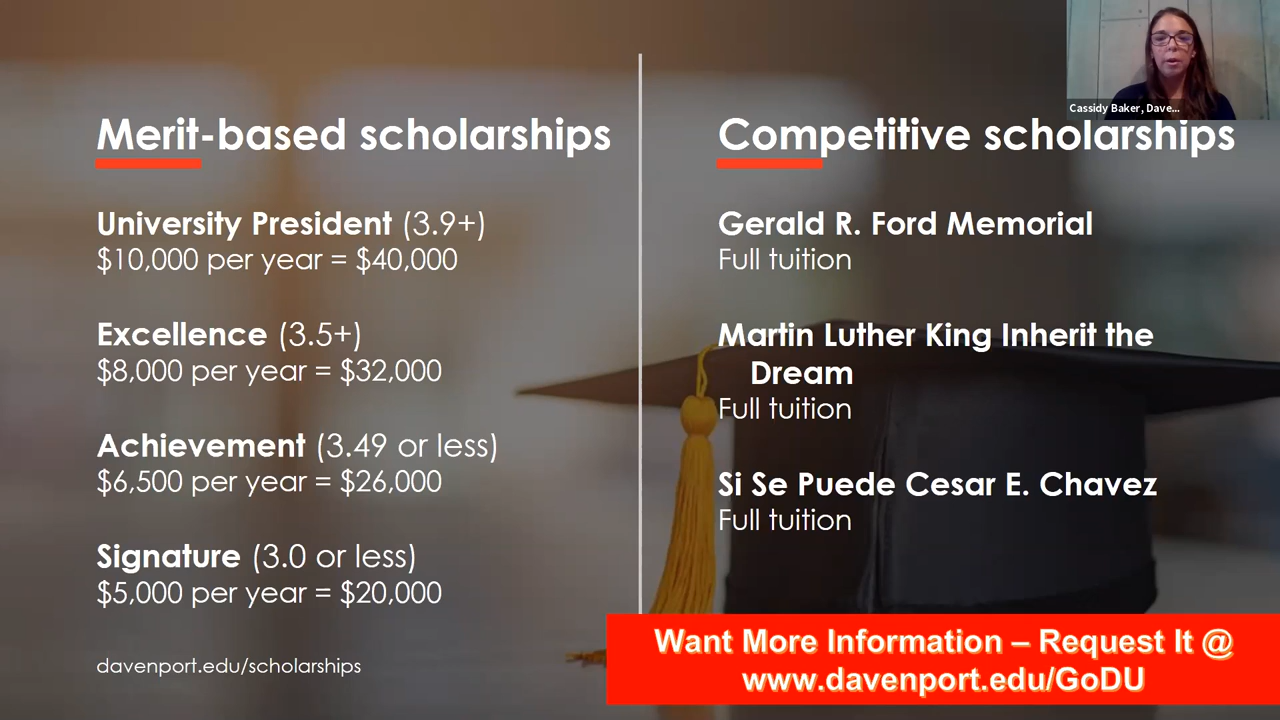 Merit-based scholarships
University President (3.9+)
$10,000 per year = $40,000
Excellence (3.5+)
$8,000 per year = $32,000
Achievement (3.49 or less)
$6,500 per year = $26,000
Signature (3.0 or less)
$5,000 per year = $20,000
davenport.edu/scholarships
Cassidy Baker, Dave...
Competitive scholarships
Gerald R. Ford Memorial
Full tuition
Martin Luther King Inherit the
Dream
Full tuition
Si Se Puede Cesar E. Chavez
Full tuition
Want More Information – Request It @
www.davenport.edu/GoDU